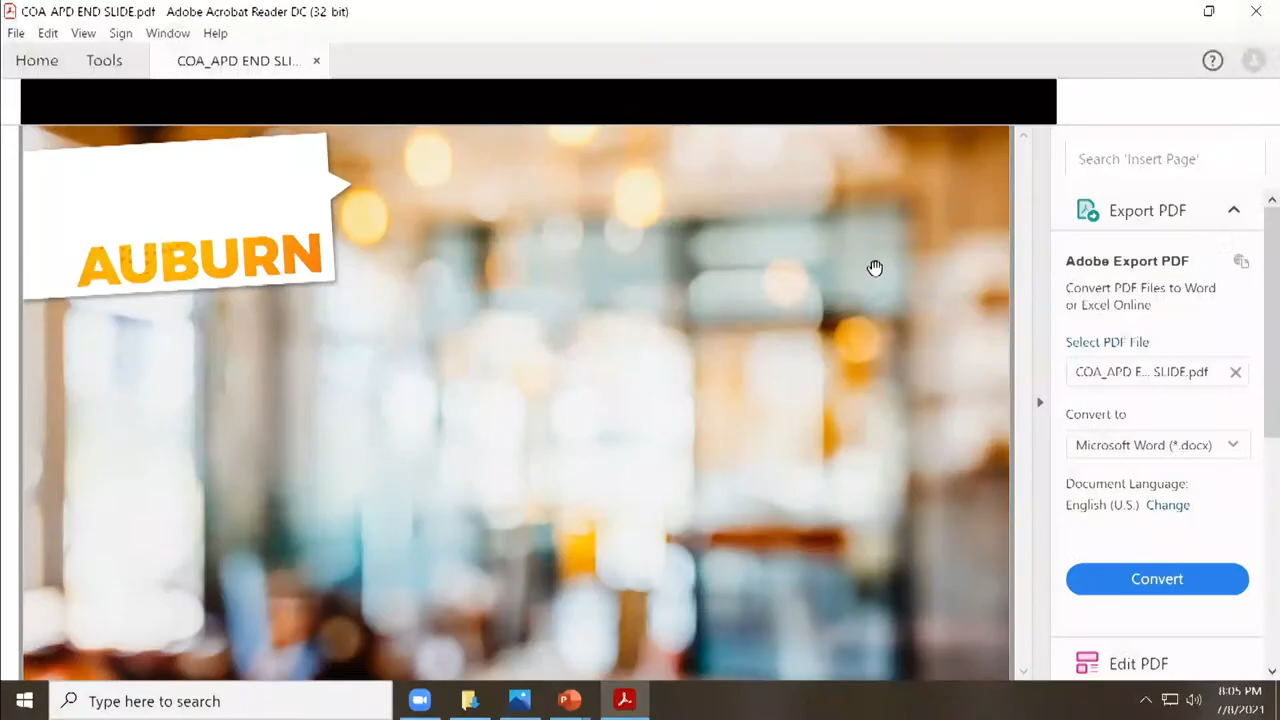 COA_APD END SLIDE.pdf - Adobe Acrobat Reader DC (32-bit)
File Edit View Sign Window Help
Home Tools COA_APD END SLI... ×
AUBURN
Search 'Insert Page'
Export PDF
Adobe Export PDF
Convert PDF Files to Word
or Excel Online
Select PDF File
COA_APD E... SLIDE.pdf
Convert to
Microsoft Word (*.docx)
Document Language:
English (U.S.) Change
Convert
Edit PDF
Type here to search
8:05 PM
7/8/2021